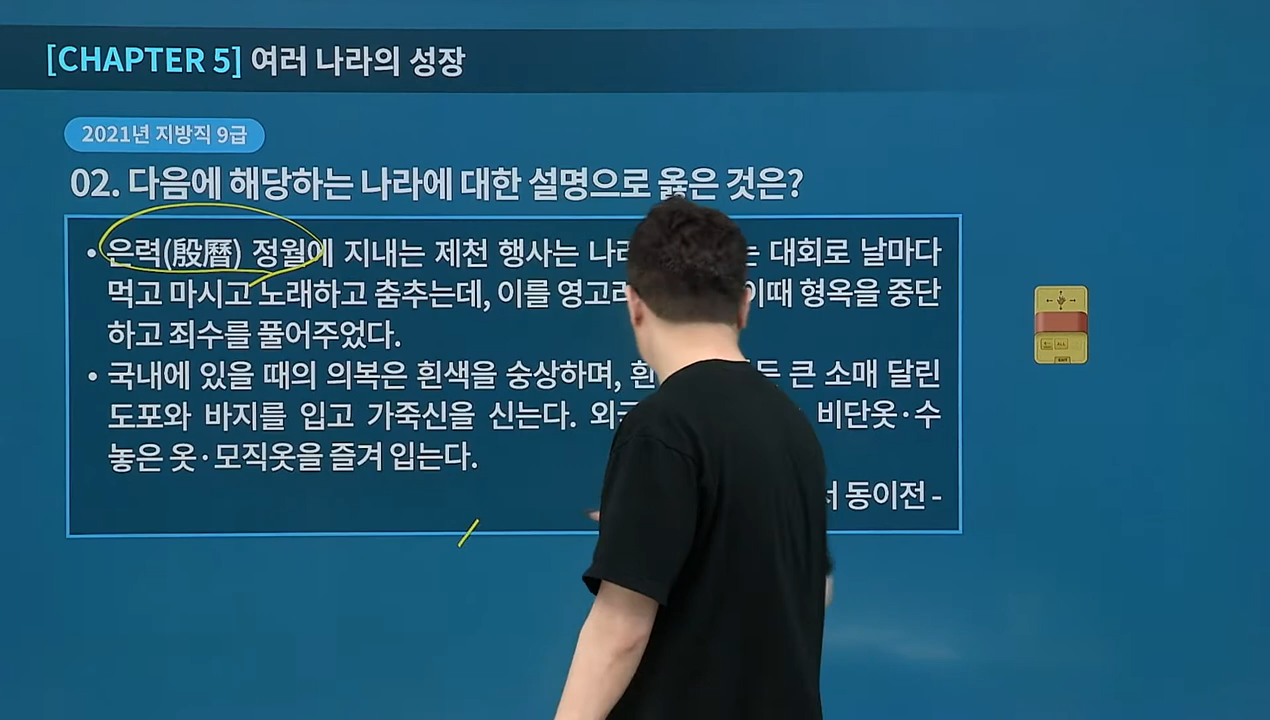 [CHAPTER 5] 여러 나라의 성장
2021년 지방직 9급
02. 다음에 해당하는 나라에 대한 설명으로 옳은 것은?
• 은력(殷曆) 정월에 지내는 제천 행사는 대회로 날마다
먹고 마시고 노래하고 춤추는데, 이를 이때 형옥을 중단
하고 죄수를 풀어주었다.
• 국내에 있을 때의 의복은 흰색을 숭상하며, 큰 소매 달린
도포와 바지를 입고 가죽신을 신는다. 비단옷·수
놓은 옷·모직옷을 즐겨 입는다.
동이전 -